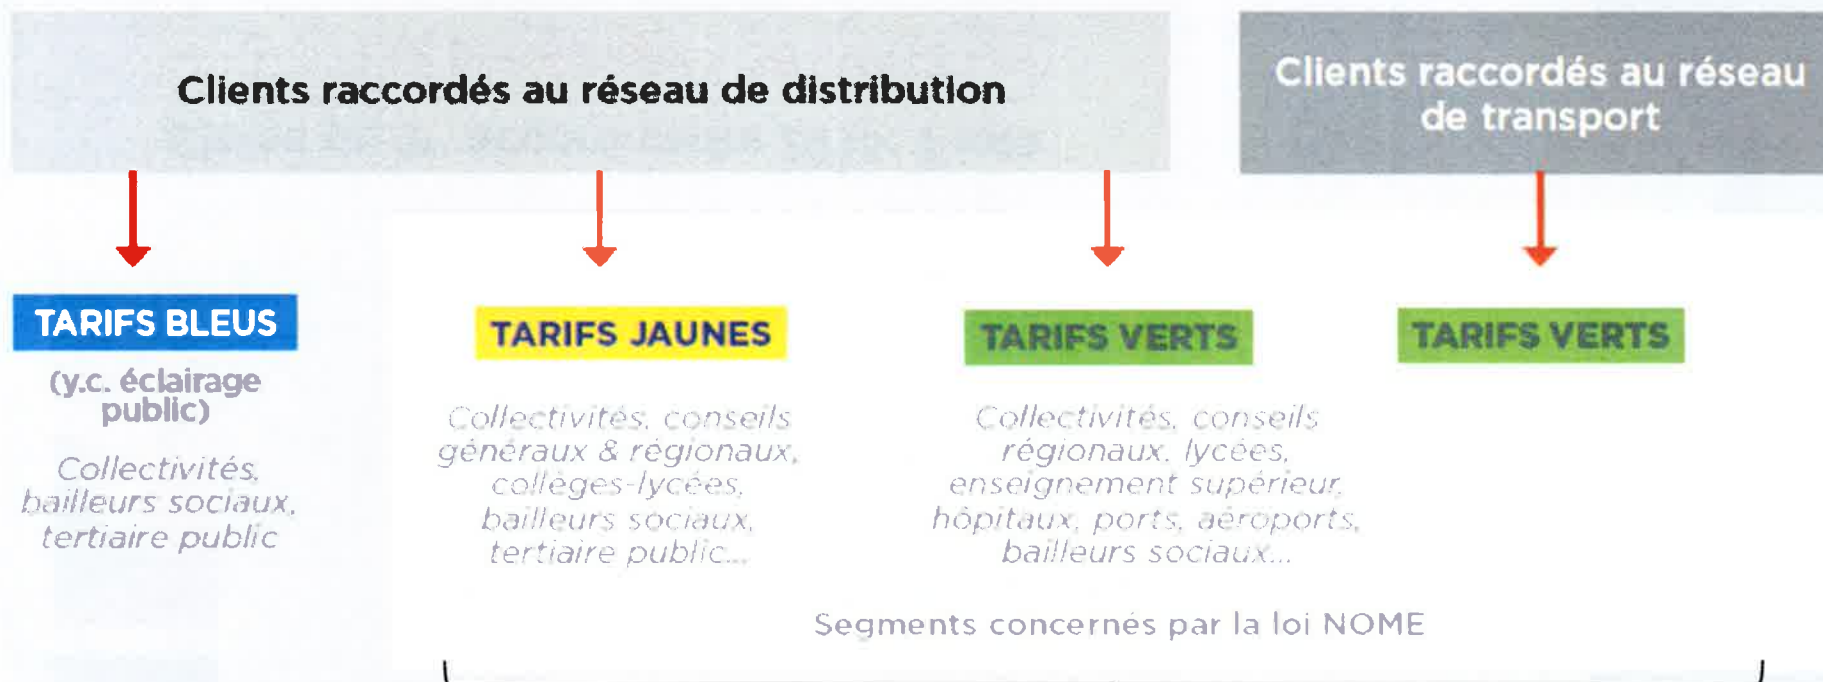 Clients raccordés au réseau de distribution
Clients raccordés au réseau
de transport
TARIFS BLEUS
(y.c. éclairage
public)
Collectivités,
bailleurs sociaux,
tertiaire public
TARIFS JAUNES
Collectivités, conseils
généraux & régionaux,
collèges-lycées,
bailleurs sociaux,
tertiaire public...
TARIFS VERTS
Collectivités, conseils
régionaux, lycées,
enseignement supérieur,
hôpitaux, ports, aéroports,
bailleurs sociaux...
TARIFS VERTS
Segments concernés par la loi NOME